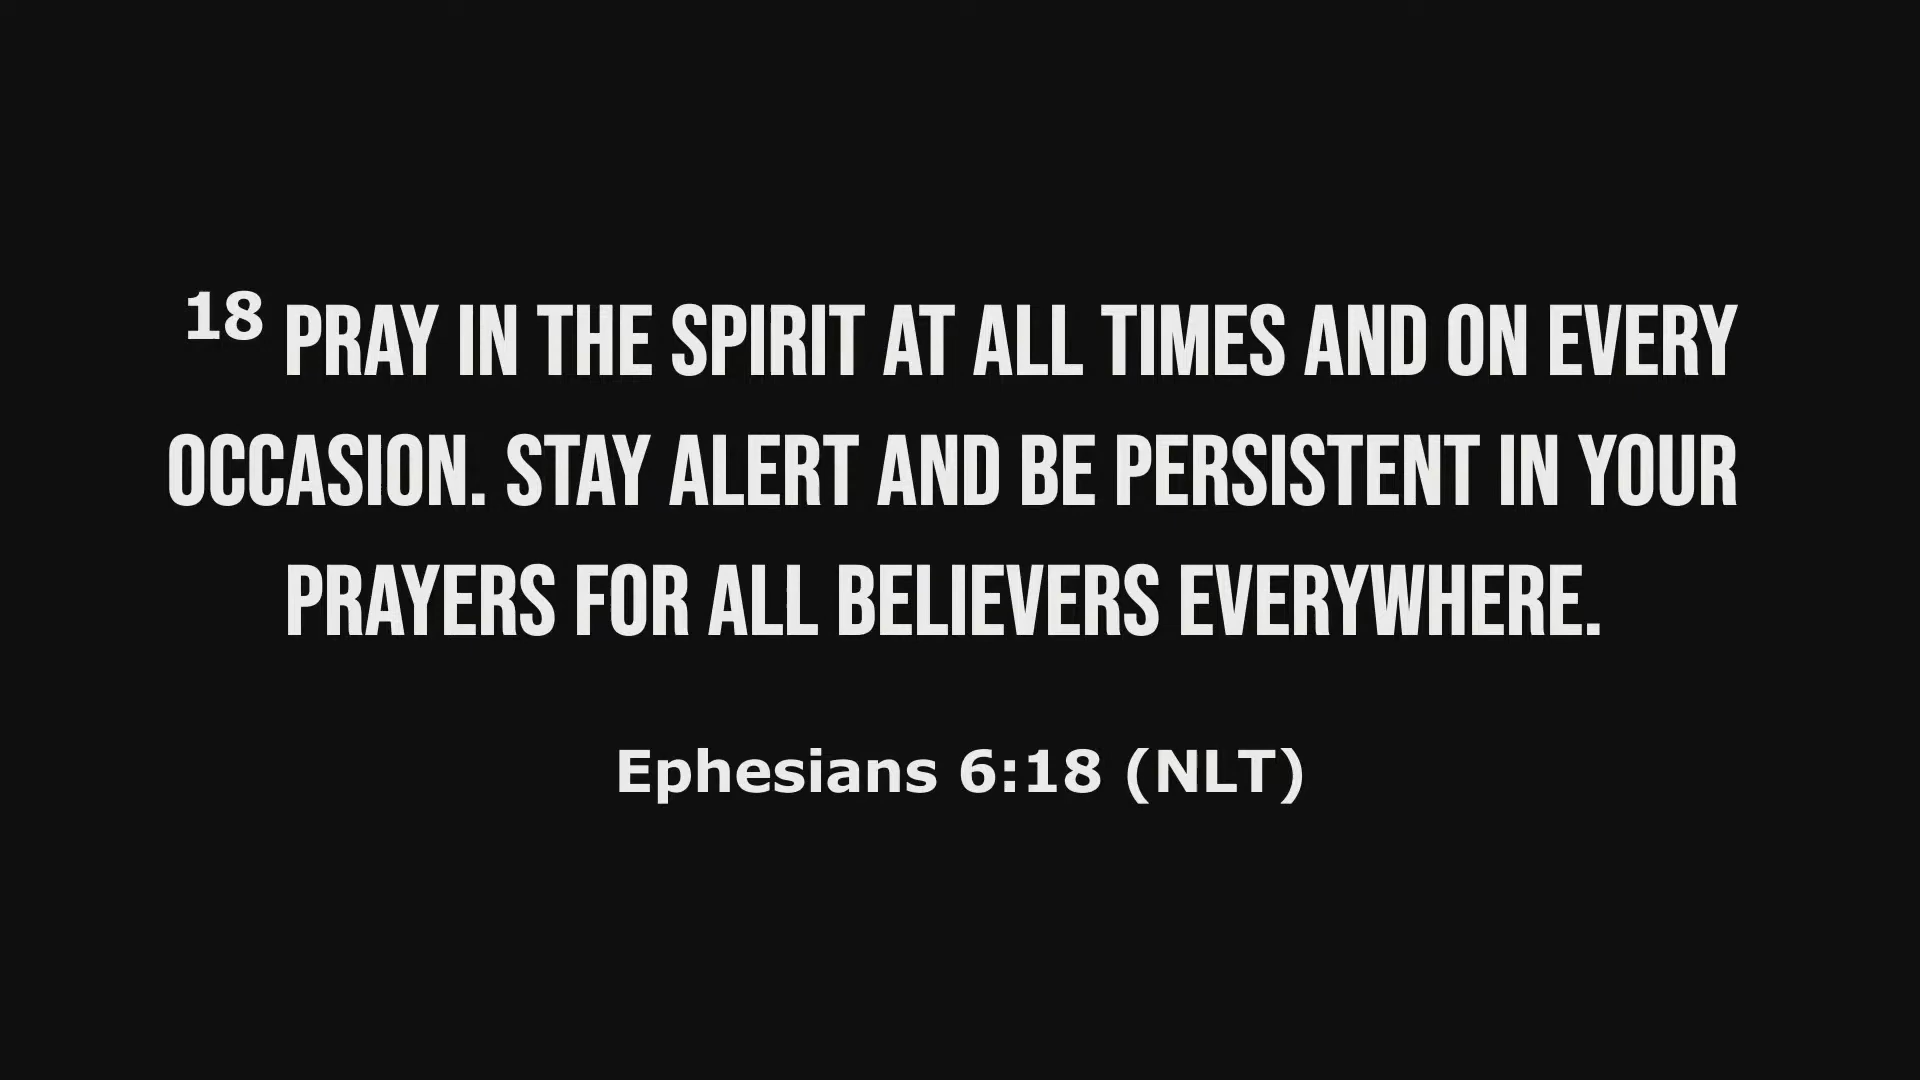 18 PRAY IN THE SPIRIT AT ALL TIMES AND ON EVERY
OCCASION. STAY ALERT AND BE PERSISTENT IN YOUR
PRAYERS FOR ALL BELIEVERS EVERYWHERE.
Ephesians 6:18 (NLT)